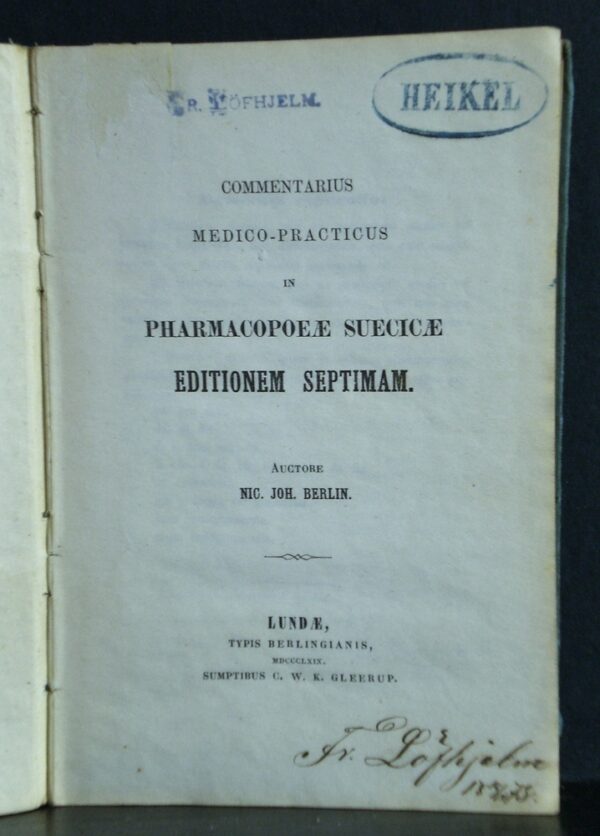 Fr. LÖFHJELM.
HEIKEL
COMMENTARIUS
MEDICO-PRACTICUS
IN
PHARMACOPOEÆ SUECICÆ
EDITIONEM SEPTIMAM.
AUCTORE
NIC. JOH. BERLIN.
LUNDÆ,
TYPIS BERLINGIANIS,
MDCCCLXIX.
SUMPTIBUS C. W. K. GLEERUP.
Fr. Löfhjelm